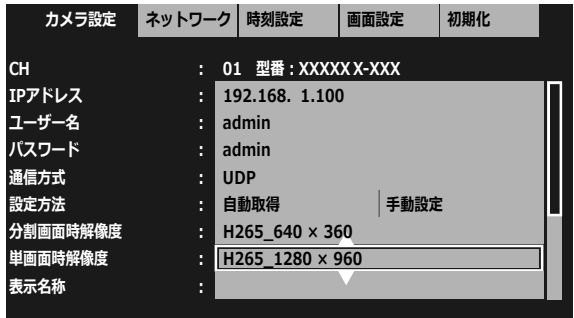 カメラ設定 ネットワーク 時刻設定 画面設定 初期化
CH : 01 型番 : XXXXX X-XXX
IPアドレス : 192.168. 1.100
ユーザー名 : admin
パスワード : admin
通信方式 : UDP
設定方法 : 自動取得 手動設定
分割画面時解像度 : H265_640 × 360
単画面時解像度 : H265_1280 × 960
表示名称 :